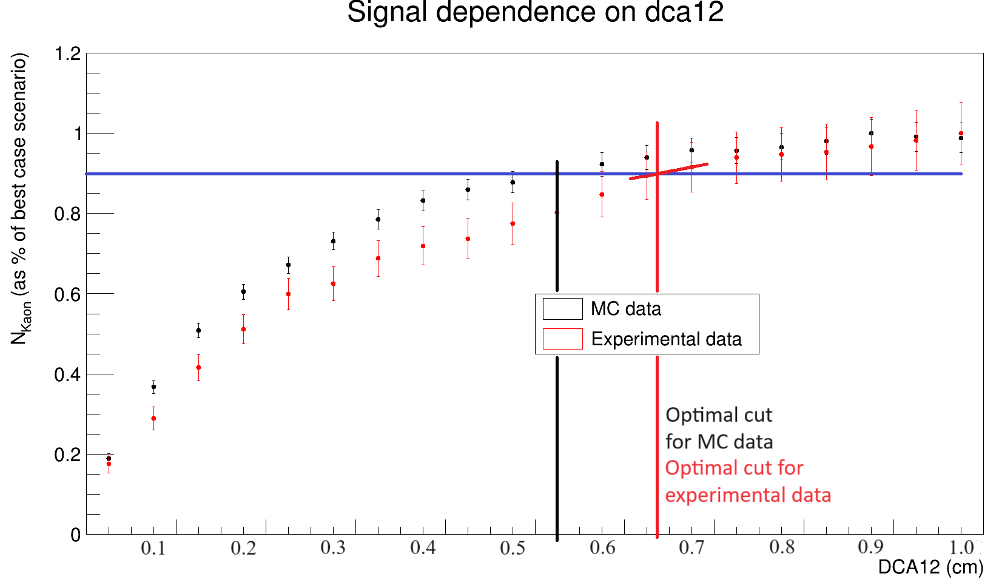 Signal dependence on dca12
N_Kaon (as % of best case scenario)
1.2
1
0.8
0.6
0.4
0.2
0
MC data
Experimental data
Optimal cut
for MC data
Optimal cut for
experimental data
0.1 0.2 0.3 0.4 0.5 0.6 0.7 0.8 0.9 1.0
DCA12 (cm)